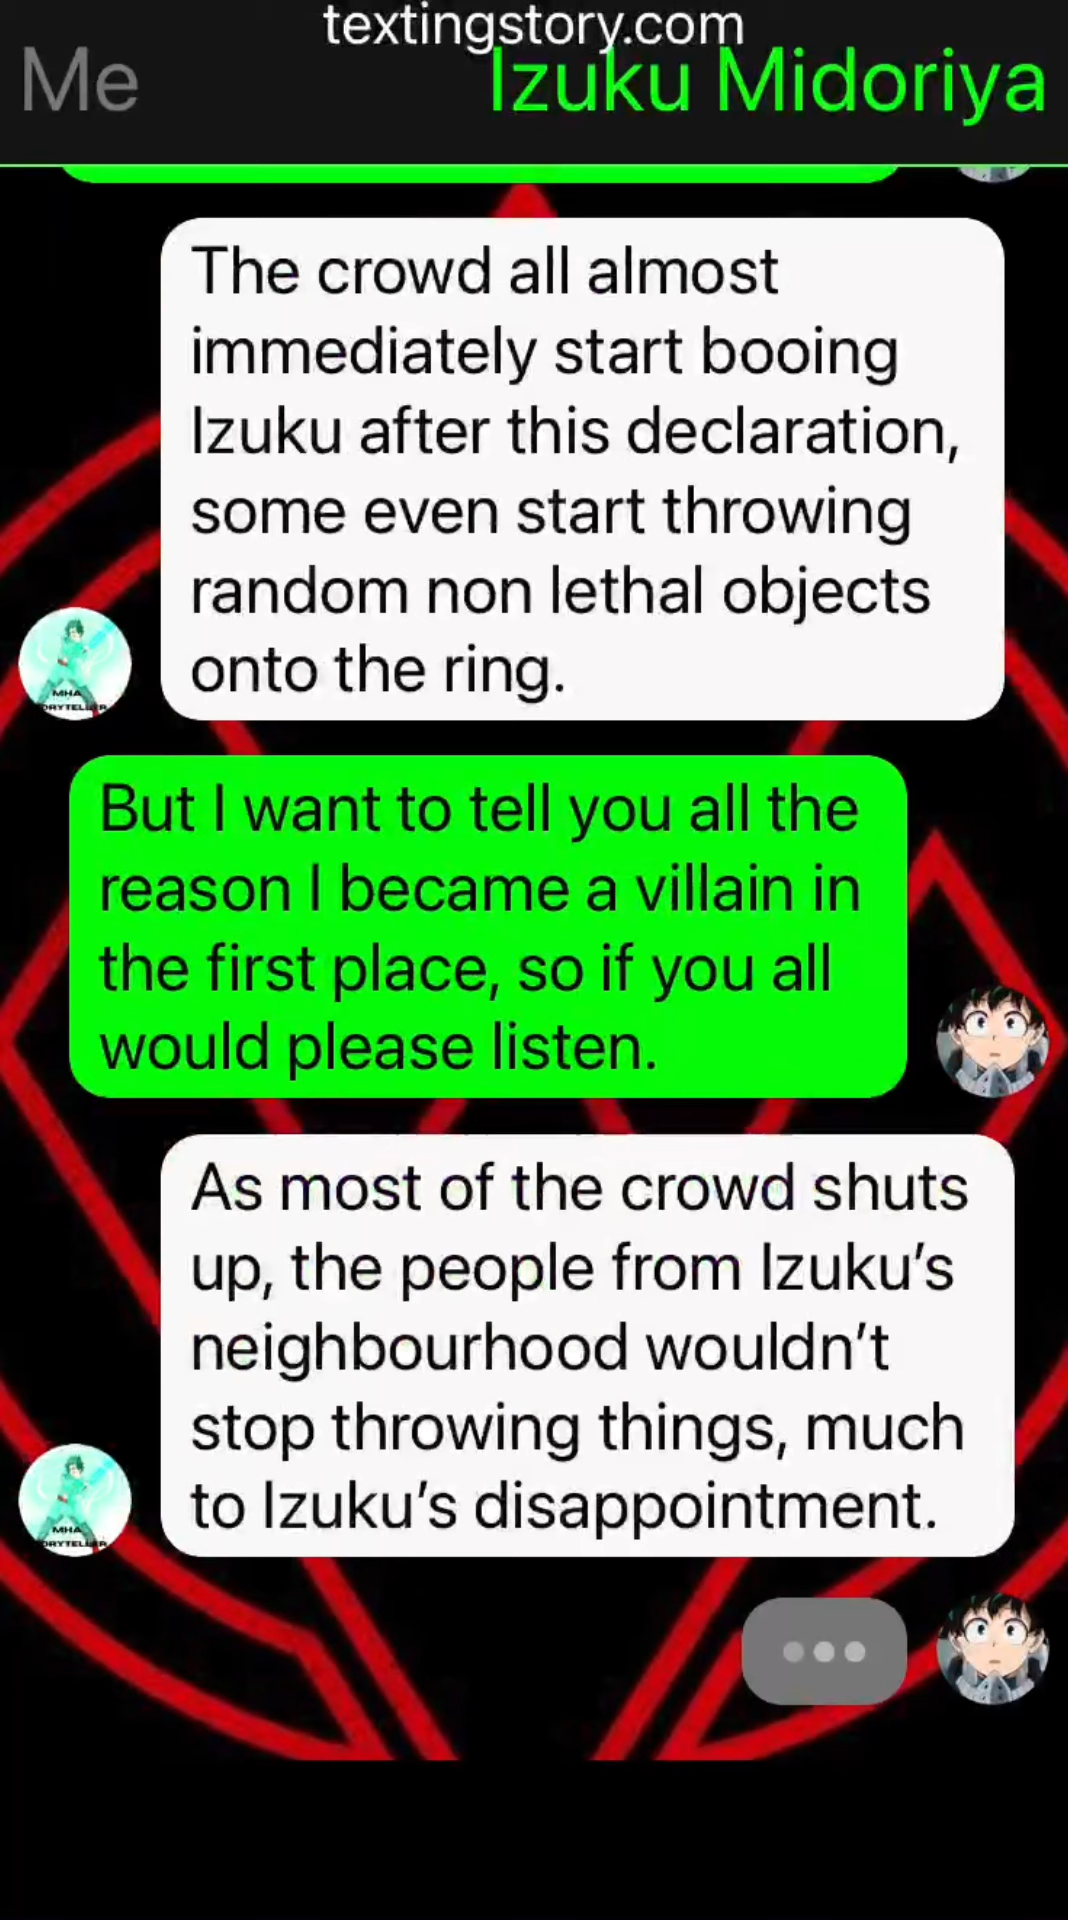 textingstory.com
Me
Izuku Midoriya
The crowd all almost
immediately start booing
Izuku after this declaration,
some even start throwing
random non lethal objects
onto the ring.
MHA
But I want to tell you all the
reason I became a villain in
the first place, so if you all
would please listen.
As most of the crowd shuts
up, the people from Izuku’s
neighbourhood wouldn’t
stop throwing things, much
to Izuku’s disappointment.
MHA